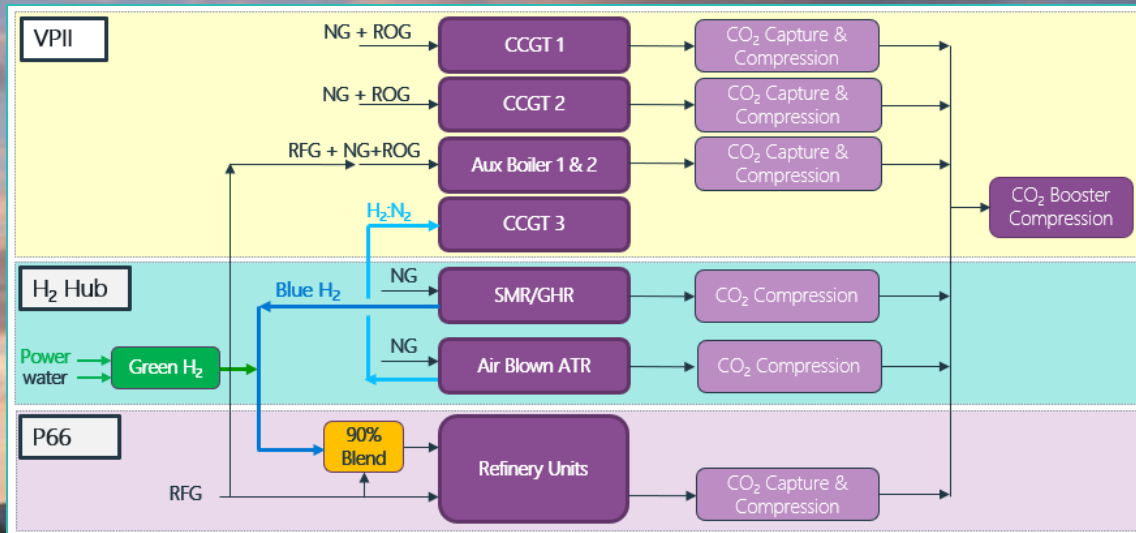 VPII
NG + ROG
CCGT 1
CO₂ Capture &
Compression
NG + ROG
CCGT 2
CO₂ Capture &
Compression
RFG + NG+ROG
Aux Boiler 1 & 2
CO₂ Capture &
Compression
H₂:N₂
CCGT 3
CO₂ Booster
Compression
H₂ Hub
Blue H₂
NG
SMR/GHR
CO₂ Compression
Power
water
Green H₂
NG
Air Blown ATR
CO₂ Compression
P66
90%
Blend
Refinery Units
RFG
CO₂ Capture &
Compression